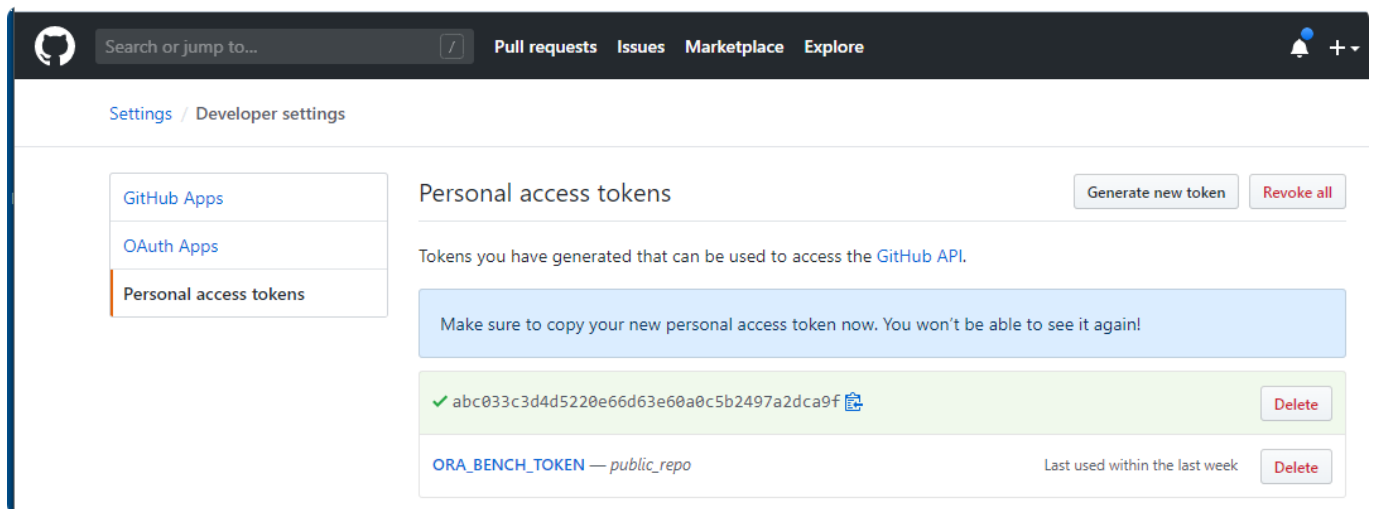 Search or jump to... /
Pull requests Issues Marketplace Explore
Settings / Developer settings
GitHub Apps
OAuth Apps
Personal access tokens
Personal access tokens
Generate new token Revoke all
Tokens you have generated that can be used to access the GitHub API.
Make sure to copy your new personal access token now. You won’t be able to see it again!
abc033c3d4d5220e66d63e60a0c5b2497a2dca9f Delete
ORA_BENCH_TOKEN — public_repo Last used within the last week Delete